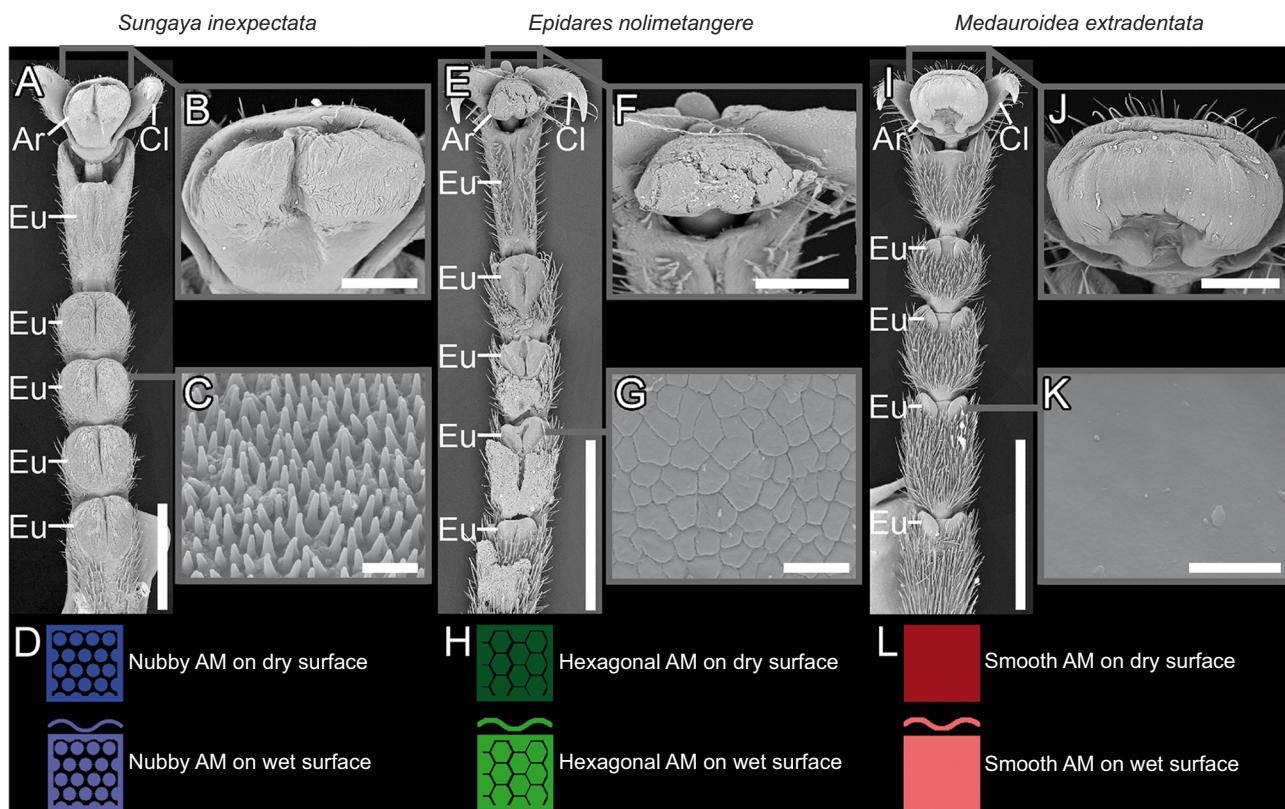 Sungaya inexpectata
Epidares nolimetangere
Medauroidea extradentata
A
Ar
Cl
Eu
Eu
Eu
Eu
Eu
B
C
E
Ar
Cl
Eu
Eu
Eu
Eu
Eu
F
G
I
Ar
Cl
Eu
Eu
Eu
Eu
J
K
D
Nubby AM on dry surface
Nubby AM on wet surface
H
Hexagonal AM on dry surface
Hexagonal AM on wet surface
L
Smooth AM on dry surface
Smooth AM on wet surface